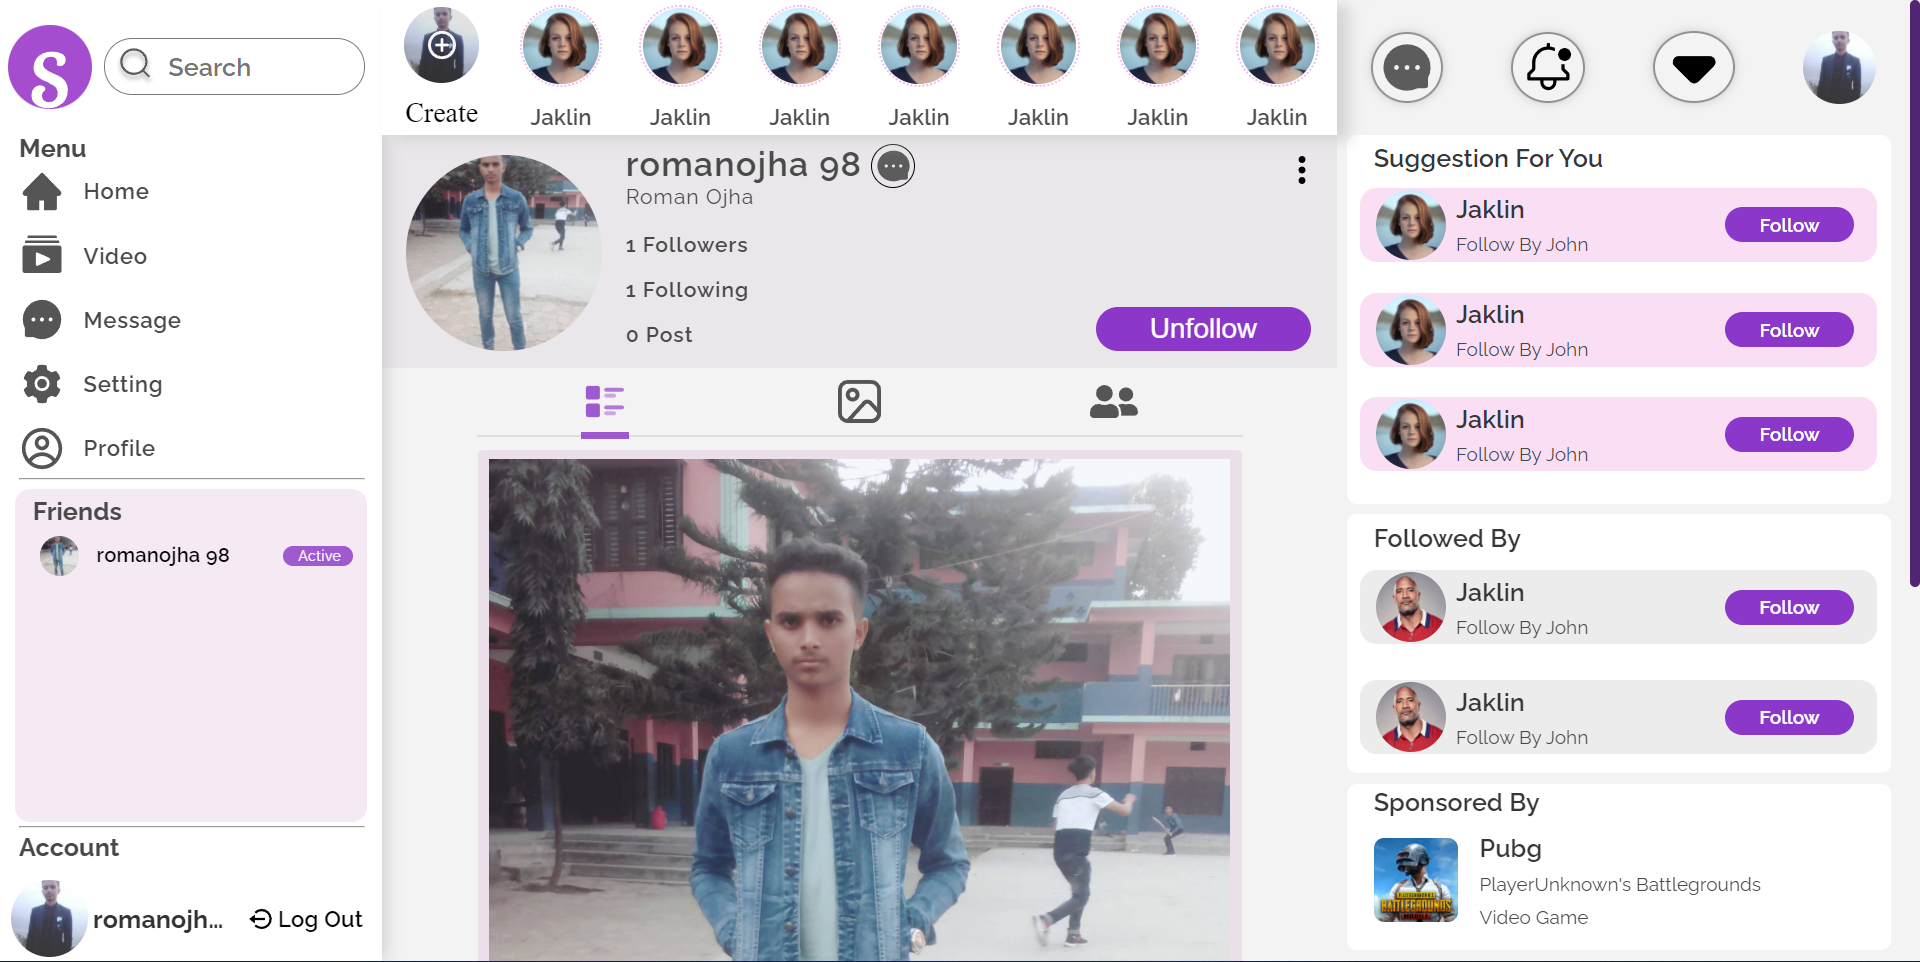 S
Search
Menu
Home
Video
Message
Setting
Profile
Friends
romanojha 98
Active
Account
romanojh...
Log Out
Create
Jaklin
Jaklin
Jaklin
Jaklin
Jaklin
Jaklin
Jaklin
romanojha 98
Roman Ojha
1 Followers
1 Following
0 Post
Unfollow
Suggestion For You
Jaklin
Follow By John
Follow
Jaklin
Follow By John
Follow
Jaklin
Follow By John
Follow
Followed By
Jaklin
Follow By John
Follow
Jaklin
Follow By John
Follow
Sponsored By
BATTLEGROUNDS
Pubg
PlayerUnknown's Battlegrounds
Video Game